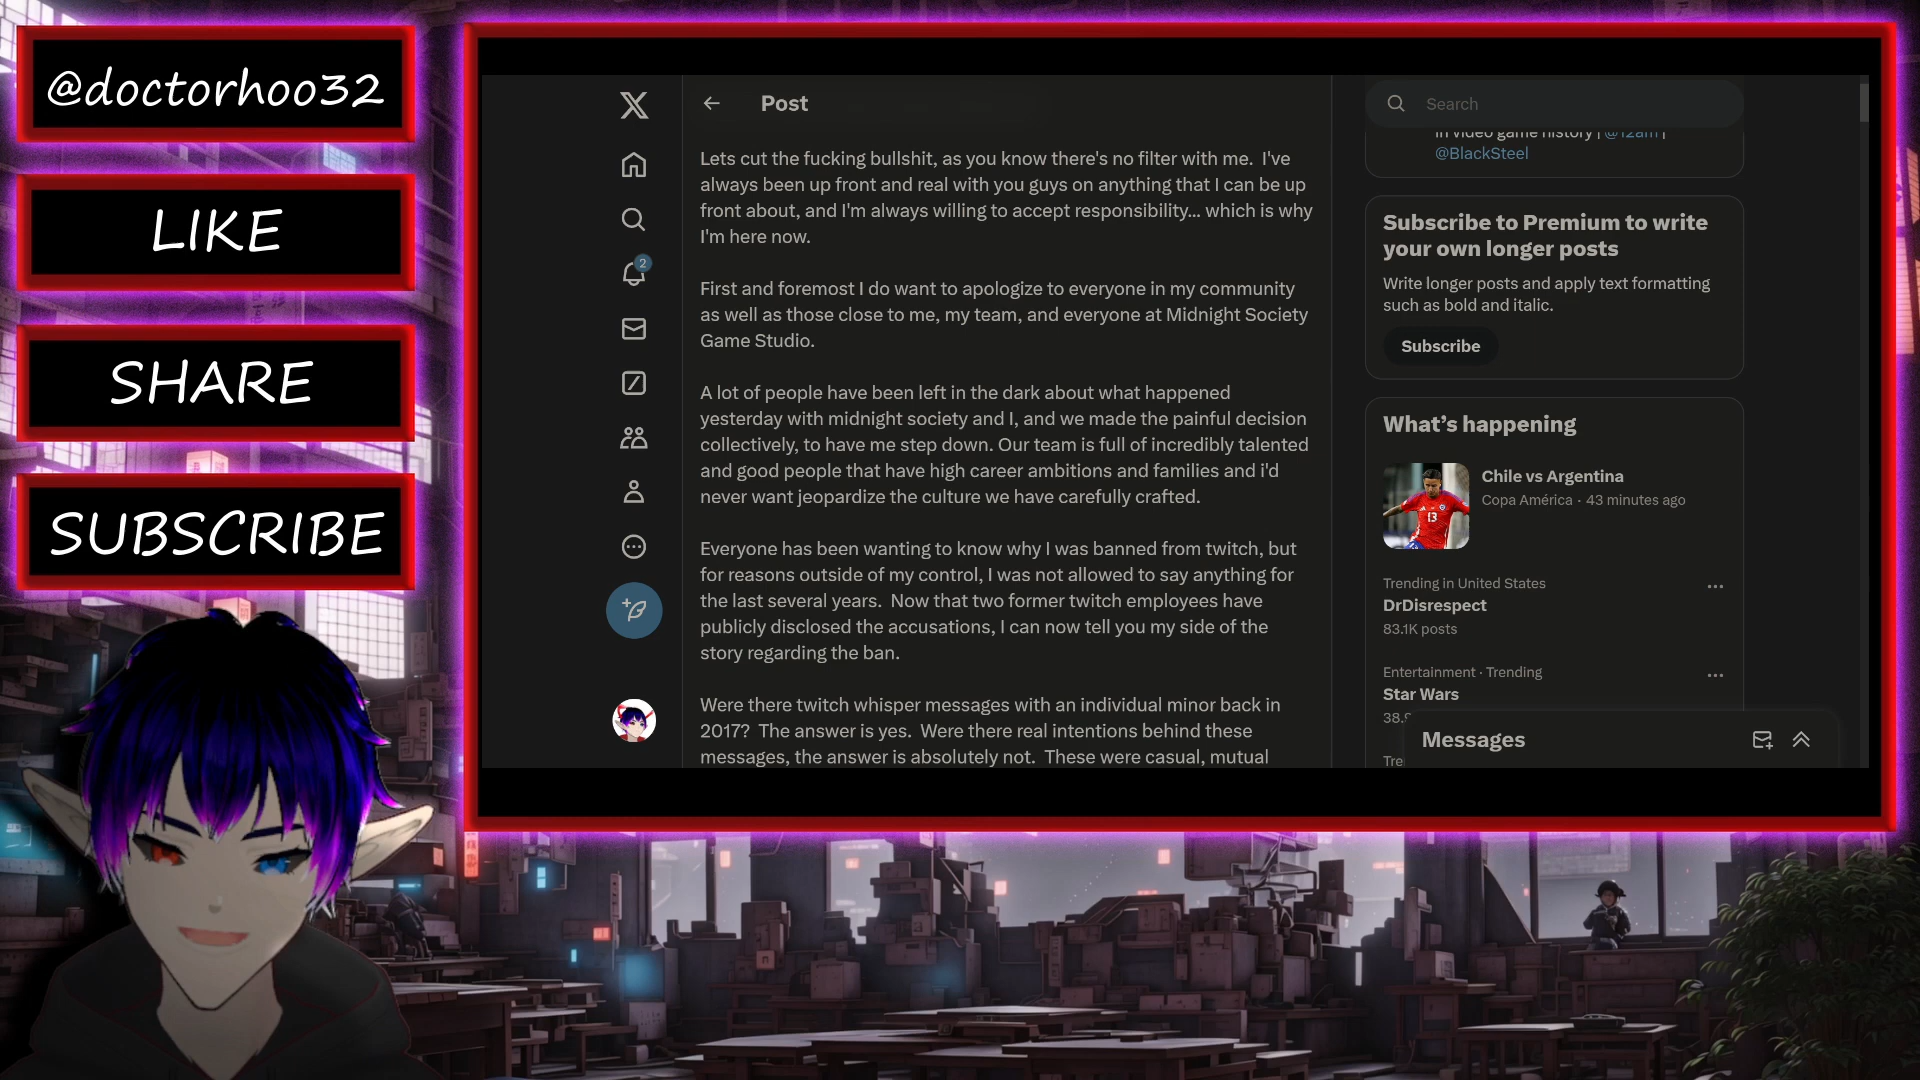 @doctorhoo32
LIKE
SHARE
SUBSCRIBE
Post
Lets cut the fucking bullshit, as you know there's no filter with me.  I've
always been up front and real with you guys on anything that I can be up
front about, and I'm always willing to accept responsibility... which is why
I'm here now.
First and foremost I do want to apologize to everyone in my community
as well as those close to me, my team, and everyone at Midnight Society
Game Studio.
A lot of people have been left in the dark about what happened
yesterday with midnight society and I, and we made the painful decision
collectively, to have me step down. Our team is full of incredibly talented
and good people that have high career ambitions and families and i'd
never want jeopardize the culture we have carefully crafted.
Everyone has been wanting to know why I was banned from twitch, but
for reasons outside of my control, I was not allowed to say anything for
the last several years.  Now that two former twitch employees have
publicly disclosed the accusations, I can now tell you my side of the
story regarding the ban.
Were there twitch whisper messages with an individual minor back in
2017?  The answer is yes.  Were there real intentions behind these
messages, the answer is absolutely not.  These were casual, mutual
2
Search
in video game history | @12am |
@BlackSteel
Subscribe to Premium to write
your own longer posts
Write longer posts and apply text formatting
such as bold and italic.
Subscribe
What's happening
Chile vs Argentina
Copa América · 43 minutes ago
13
Trending in United States
DrDisrespect
83.1K posts
Entertainment · Trending
Star Wars
38.9
Tre
Messages